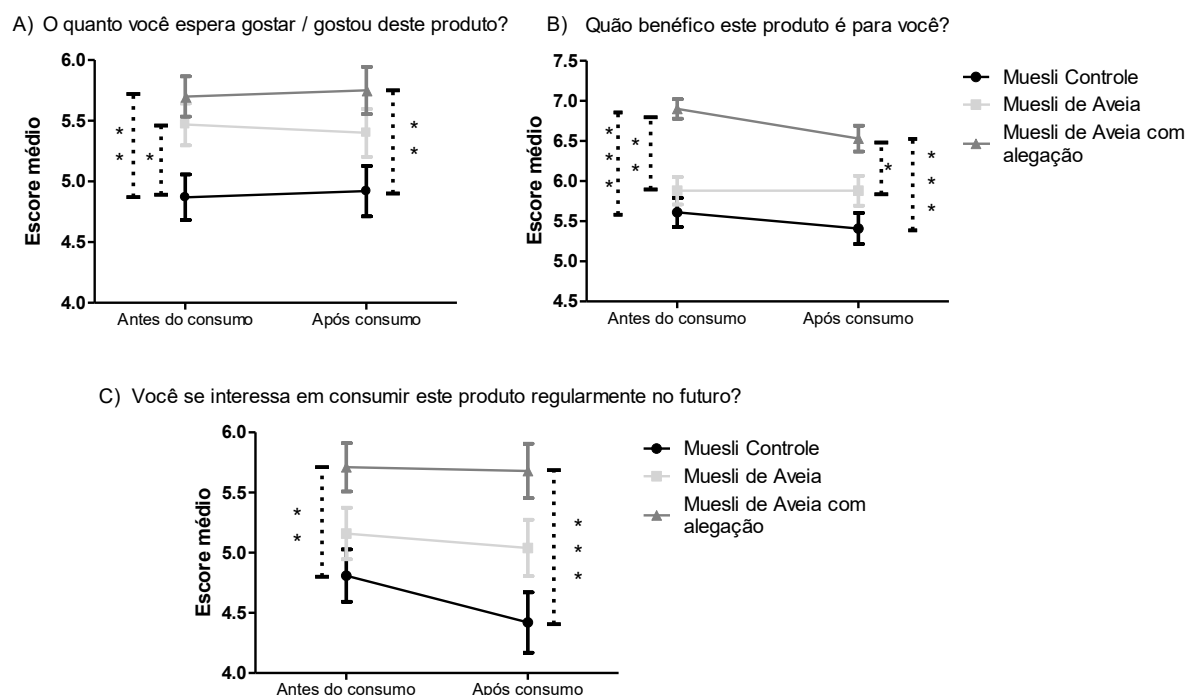 A) O quanto você espera gostar / gostou deste produto?
6.0
5.5
5.0
4.5
4.0
Escore médio
* *
*
* *
Antes do consumo
Após consumo
B) Quão benéfico este produto é para você?
7.5
7.0
6.5
6.0
5.5
5.0
4.5
Escore médio
* * *
* *
*
* * *
Antes do consumo
Após consumo
Muesli Controle
Muesli de Aveia
Muesli de Aveia com
alegação
C) Você se interessa em consumir este produto regularmente no futuro?
6.0
5.5
5.0
4.5
4.0
Escore médio
* *
* * *
Antes do consumo
Após consumo
Muesli Controle
Muesli de Aveia
Muesli de Aveia com
alegação